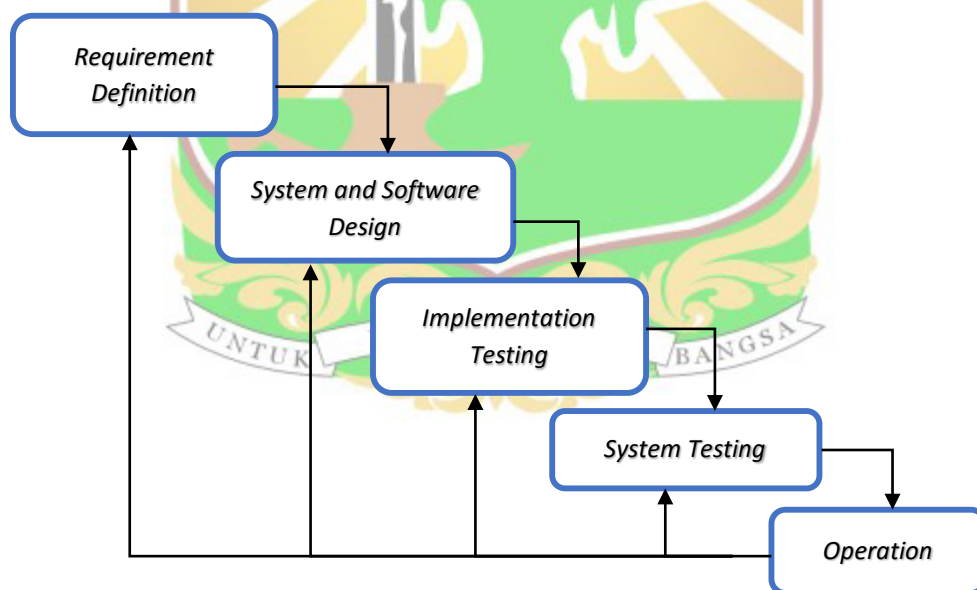 Requirement
Definition
System and Software
Design
Implementation
Testing
System Testing
Operation
UNTUK
BANGSA